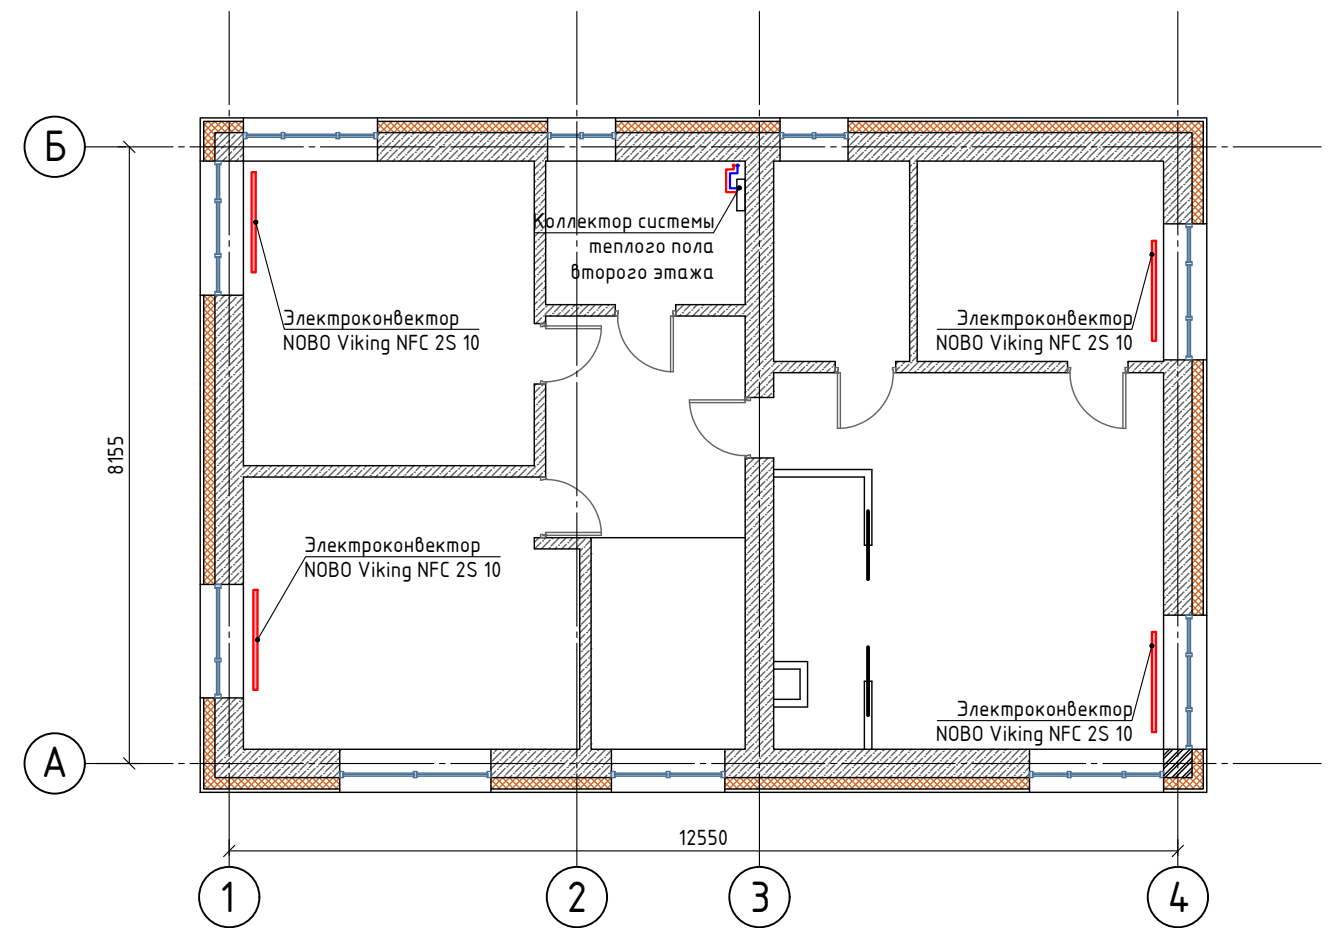 Б
Коллектор системы
теплого пола
второго этажа
Электроконвектор
NOBO Viking NFC 2S 10
Электроконвектор
NOBO Viking NFC 2S 10
8155
Электроконвектор
NOBO Viking NFC 2S 10
Электроконвектор
NOBO Viking NFC 2S 10
А
12550
1
2
3
4